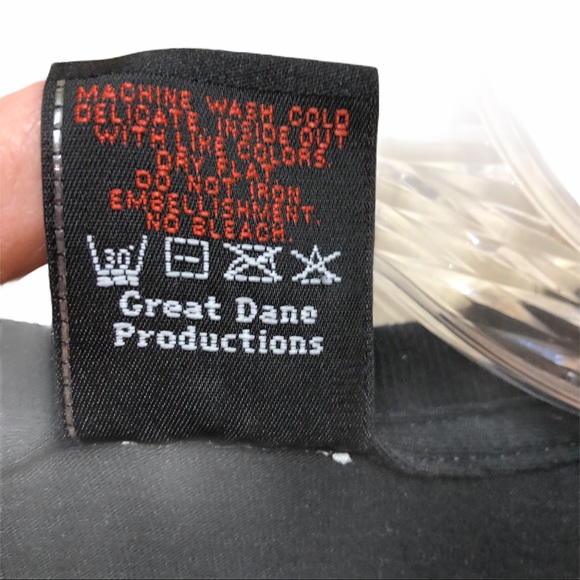 MACHINE WASH COLD
DELICATE, INSIDE OUT
WITH LIKE COLORS.
DRY FLAT
DO NOT IRON
EMBELLISHMENT.
NO BLEACH.
30°
Great Dane
Productions